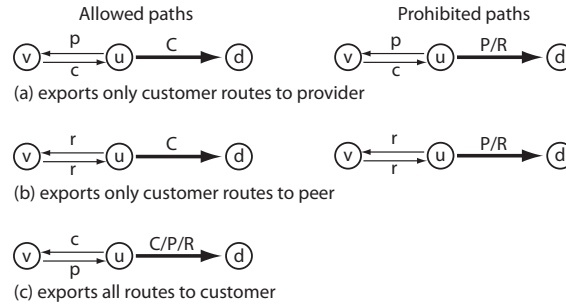 Allowed paths Prohibited paths
p C p P/R
v u d v u d
c c
(a) exports only customer routes to provider
r C r P/R
v u d v u d
r r
(b) exports only customer routes to peer
c C/P/R
v u d
p
(c) exports all routes to customer